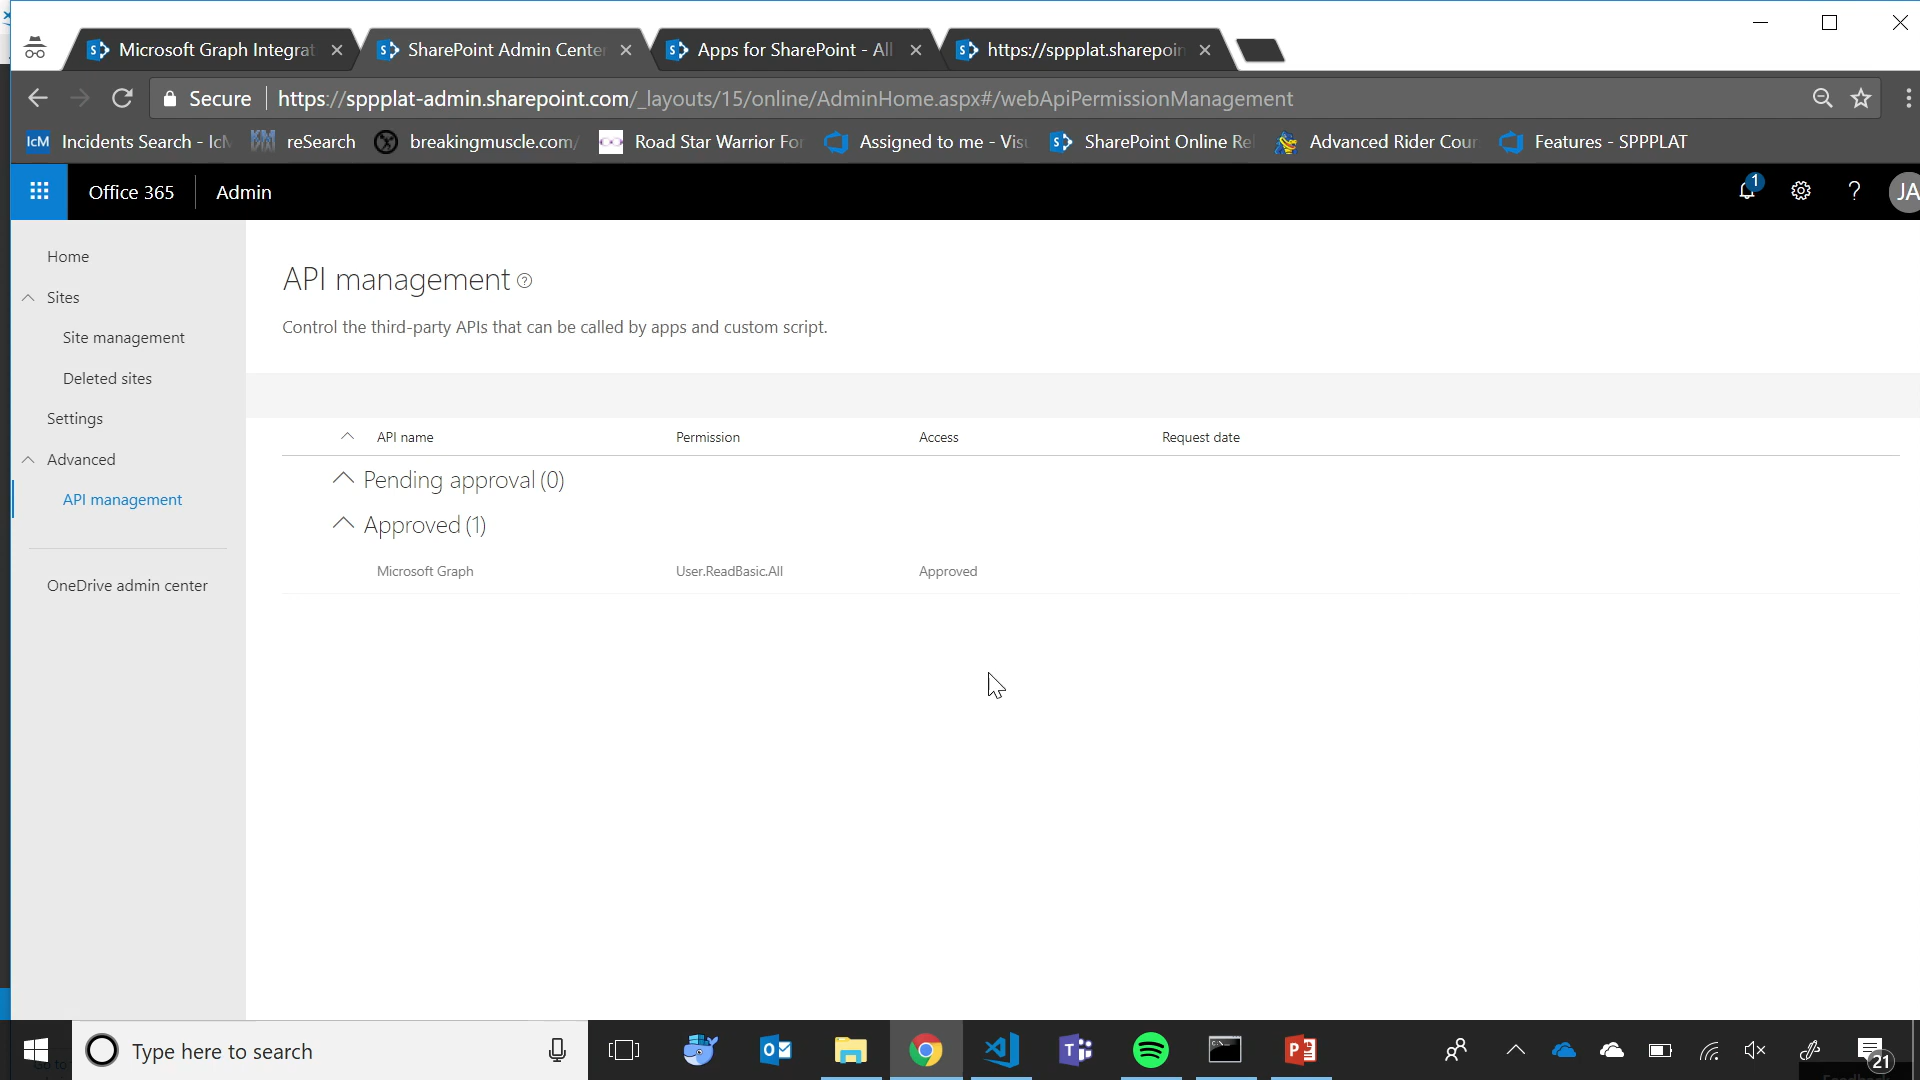 Microsoft Graph Integrat
SharePoint Admin Center
Apps for SharePoint - All
https://sppplat.sharepoin
Secure
https://sppplat-admin.sharepoint.com/_layouts/15/online/AdminHome.aspx#/webApiPermissionManagement
IcM
Incidents Search - IcM
reSearch
breakingmuscle.com/
Road Star Warrior For
Assigned to me - Visu
SharePoint Online Re
Advanced Rider Cour
Features - SPPPLAT
Office 365
Admin
1
?
JA
Home
Sites
Site management
Deleted sites
Settings
Advanced
API management
OneDrive admin center
API management
Control the third-party APIs that can be called by apps and custom script.
API name
Permission
Access
Request date
Pending approval (0)
Approved (1)
Microsoft Graph
User.ReadBasic.All
Approved
Type here to search
21